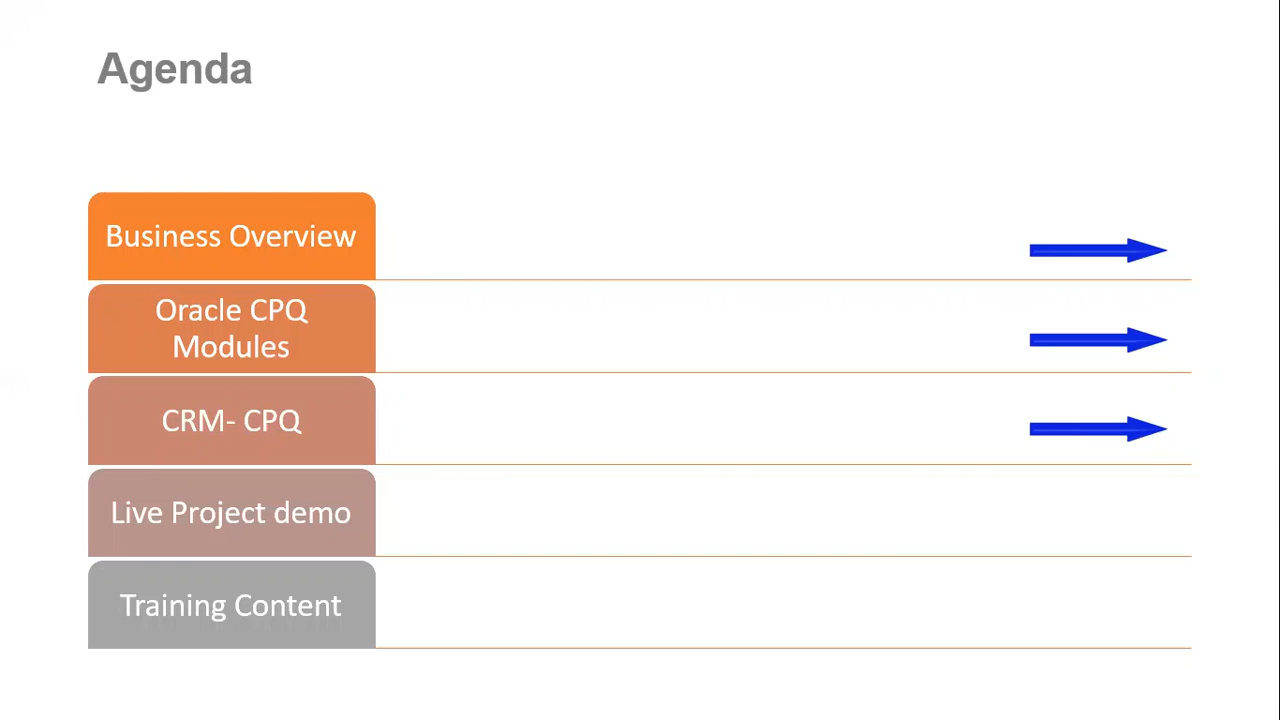 Agenda
Business Overview
Oracle CPQ
Modules
CRM- CPQ
Live Project demo
Training Content